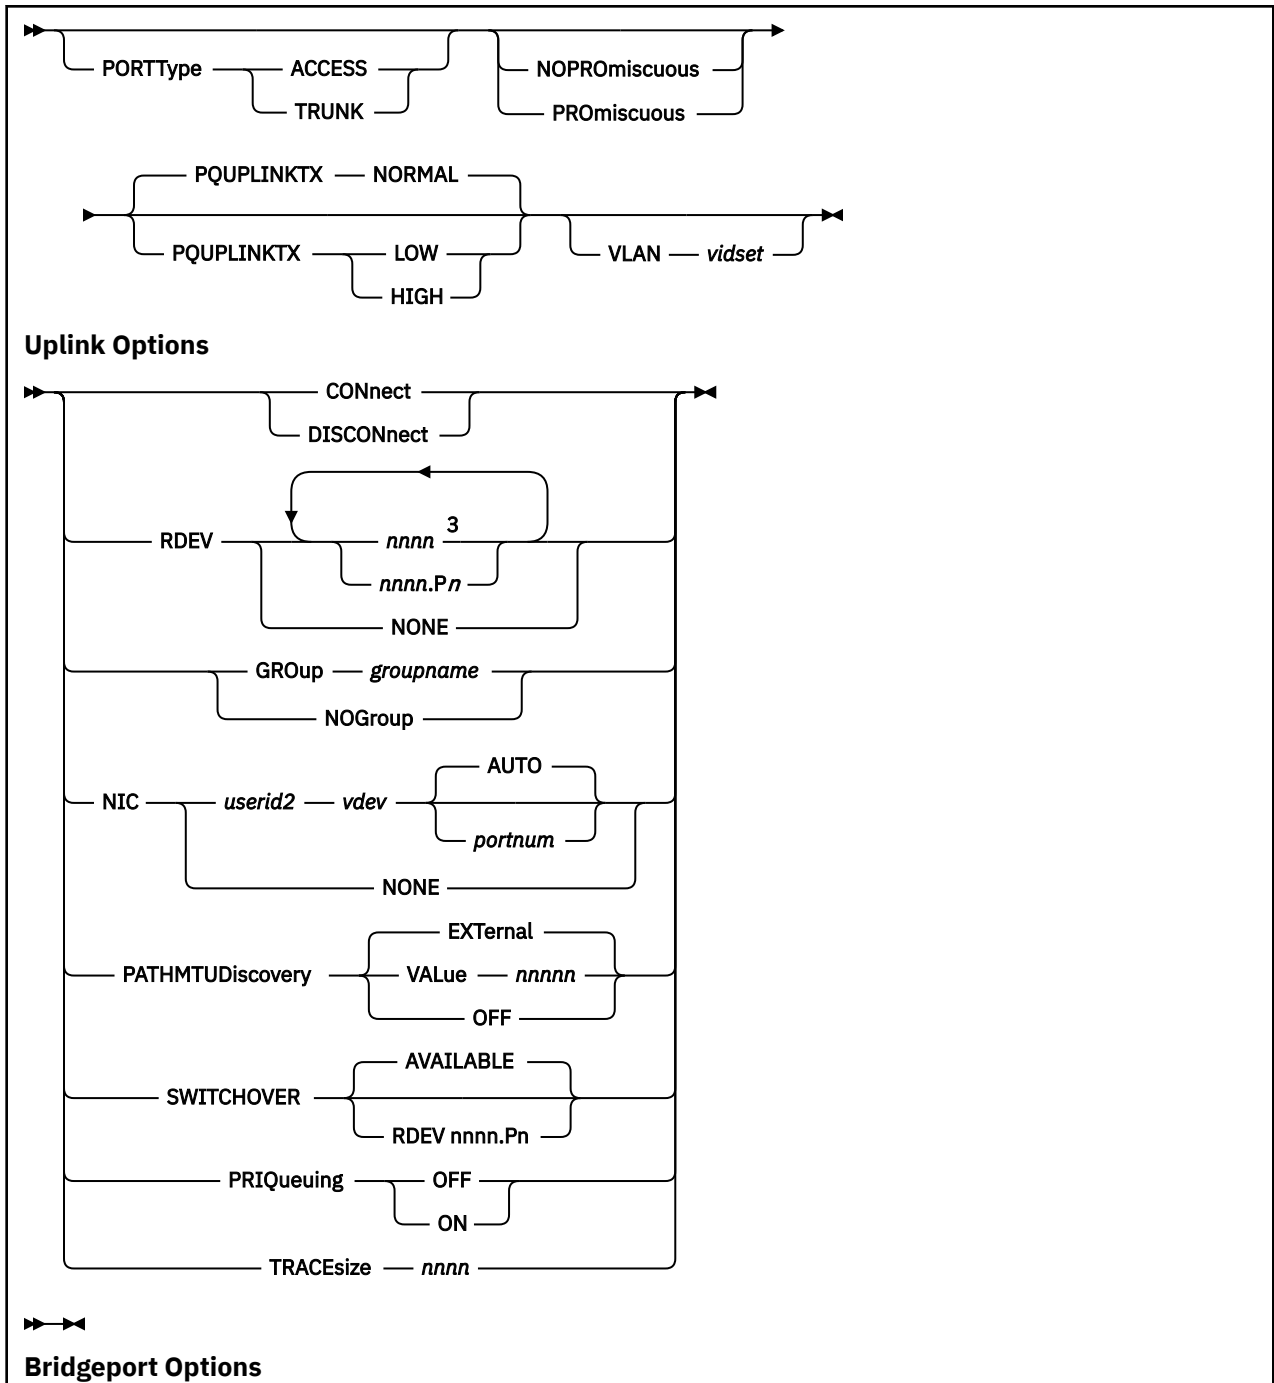 PORTType ACCESS NOPROmiscuous
TRUNK PROmiscuous
PQUPLINKTX NORMAL
PQUPLINKTX LOW VLAN vidset
HIGH
Uplink Options
CONnect
DISCONnect
3
RDEV nnnn
nnnn.Pn
NONE
GROup groupname
NOGroup
AUTO
NIC userid2 vdev
portnum
NONE
EXTernal
PATHMTUDiscovery VALue nnnnn
OFF
AVAILABLE
SWITCHOVER
RDEV nnnn.Pn
PRIQueuing OFF
ON
TRACEsize nnnn
Bridgeport Options